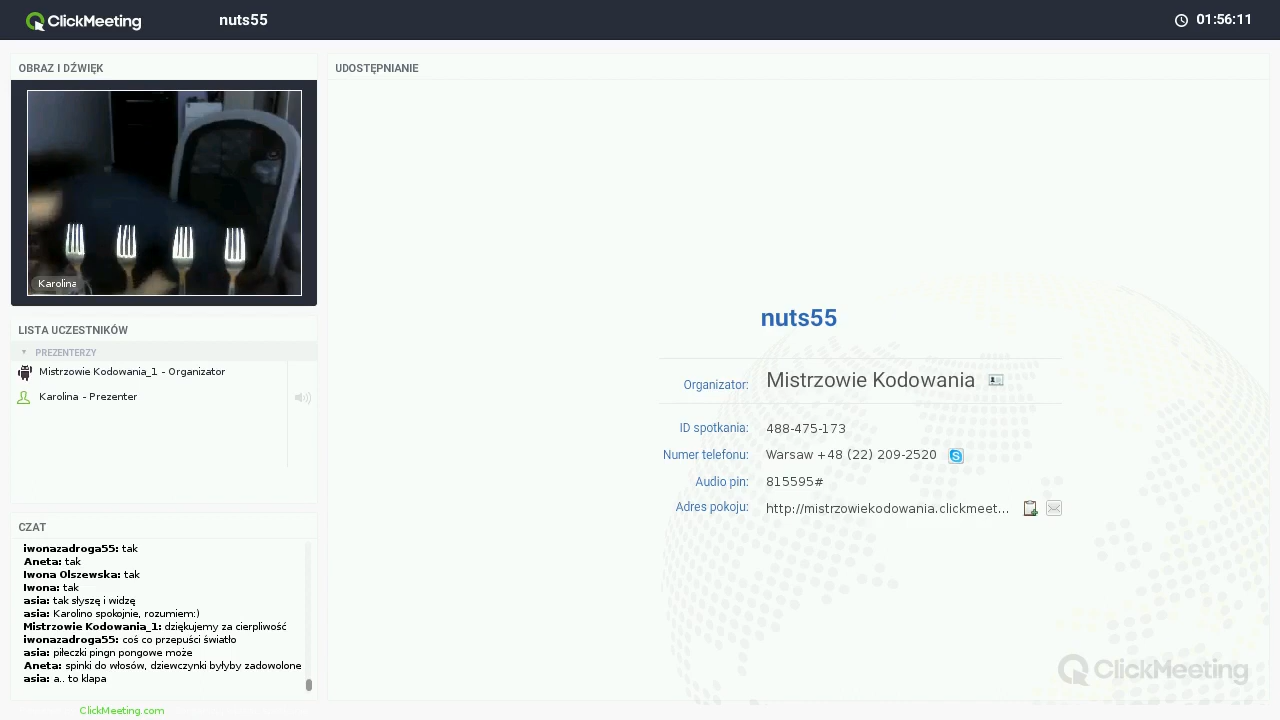 ClickMeeting
nuts55
01:56:11
OBRAZ I DŹWIĘK
Karolina
LISTA UCZESTNIKÓW
PREZENTERZY
Mistrzowie Kodowania_1 - Organizator
Karolina - Prezenter
CZAT
iwonazadroga55: tak
Aneta: tak
Iwona Olszewska: tak
Iwona: tak
asia: tak słyszę i widzę
asia: Karolino spokojnie, rozumiem:)
Mistrzowie Kodowania_1: dziękujemy za cierpliwość
iwonazadroga55: coś co przepuści światło
asia: piłeczki pingn pongowe może
Aneta: spinki do włosów, dziewczynki byłyby zadowolone
asia: a.. to klapa
ClickMeeting.com
UDOSTĘPNIANIE
nuts55
Organizator: Mistrzowie Kodowania
ID spotkania: 488-475-173
Numer telefonu: Warsaw +48 (22) 209-2520
Audio pin: 815595#
Adres pokoju: http://mistrzowiekodowania.clickmeet...
ClickMeeting